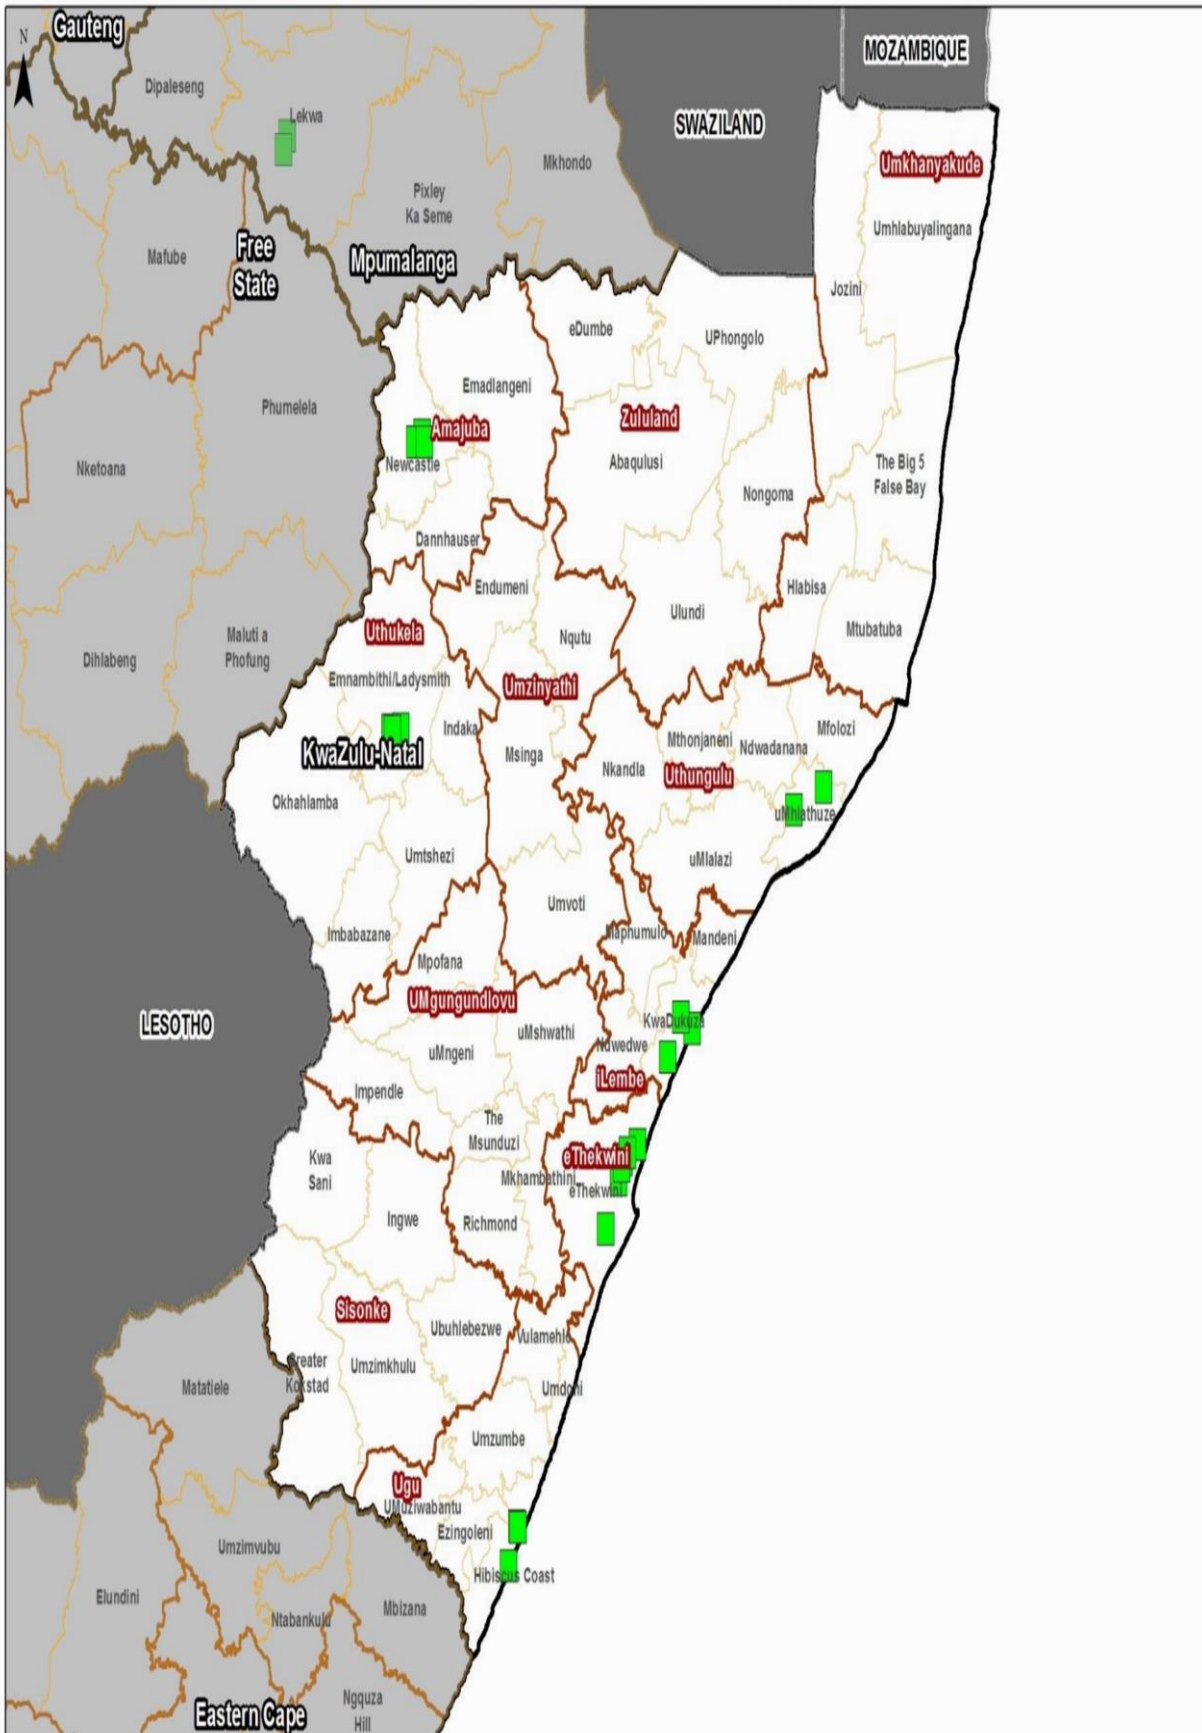 Gauteng
N
MOZAMBIQUE
Dipaleseng
Lekwa
SWAZILAND
Mkhondo
Umkhanyakude
Pixley
Ka Seme
Umhlabuyalingana
Mafube
Free
State
Mpumalanga
Jozini
eDumbe
UPhongolo
Emadlangeni
Phumelela
Zululand
Amajuba
Newcastle
Abaqulusi
The Big 5
False Bay
Nketoana
Nongoma
Dannhauser
Endumeni
Hlabisa
Ulundi
Mtubatuba
Uthukela
Nqutu
Maluti a
Phofung
Dihlabeng
Emnambithi/Ladysmith
Umzinyathi
Indaka
Mthonjaneni
Mfolozi
Ndwadanana
KwaZulu-Natal
Msinga
Nkandla
Uthungulu
Okhahlamba
uMhlathuze
Umtshezi
uMlalazi
Umvoti
Imbabazane
Maphumulo
Mandeni
Mpofana
UMgungundlovu
LESOTHO
uMshwathi
KwaDukuza
Ndwedwe
uMngeni
iLembe
Impendle
The
Msunduzi
Kwa
Sani
eThekwini
Mkhambathini
eThekwini
Ingwe
Richmond
Sisonke
Ubuhlebezwe
Vulamehlo
Greater
Kokstad
Umzimkhulu
Matatiele
Umdoni
Umzumbe
Ugu
UMuziwabantu
Ezingoleni
Umzimvubu
Hibiscus Coast
Elundini
Mbizana
Ntabankulu
Ngquza
Hill
Eastern Cape